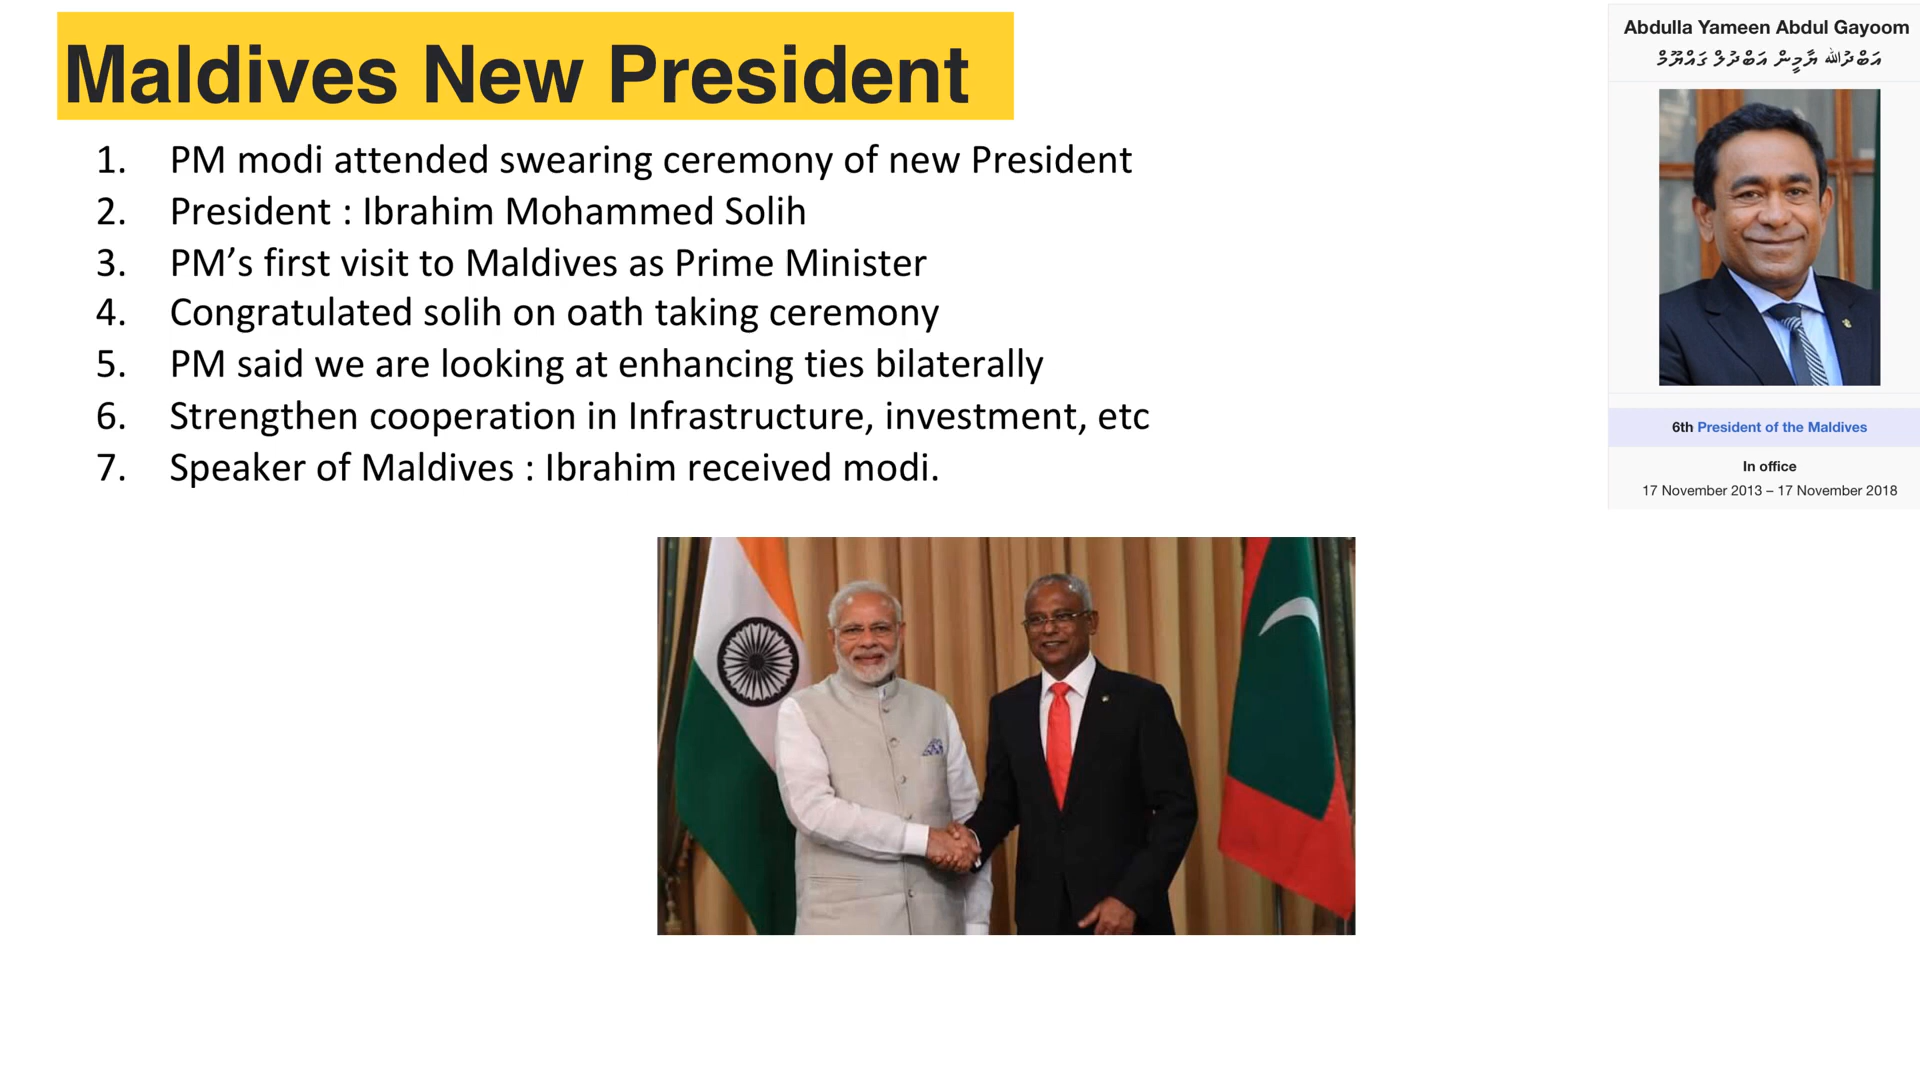 Maldives New President
1. PM modi attended swearing ceremony of new President
2. President : Ibrahim Mohammed Solih
3. PM’s first visit to Maldives as Prime Minister
4. Congratulated solih on oath taking ceremony
5. PM said we are looking at enhancing ties bilaterally
6. Strengthen cooperation in Infrastructure, investment, etc
7. Speaker of Maldives : Ibrahim received modi.
Abdulla Yameen Abdul Gayoom
އަބްދުﷲ ޔާމީން އަބްދުލް ގައްޔޫމް
6th President of the Maldives
In office
17 November 2013 – 17 November 2018